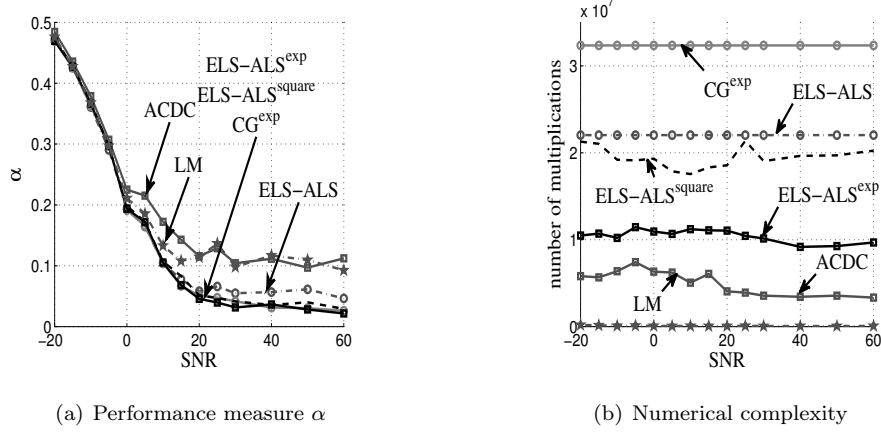 0.5
0.4
0.3
0.2
0.1
0
α
−20
0
20
40
60
SNR
ELS−ALS^exp
ELS−ALS^square
ACDC
CG^exp
LM
ELS−ALS
(a) Performance measure α
x 10^7
3
2
1
0
number of multiplications
−20
0
20
40
60
SNR
CG^exp
ELS−ALS
ELS−ALS^square
ELS−ALS^exp
ACDC
LM
(b) Numerical complexity